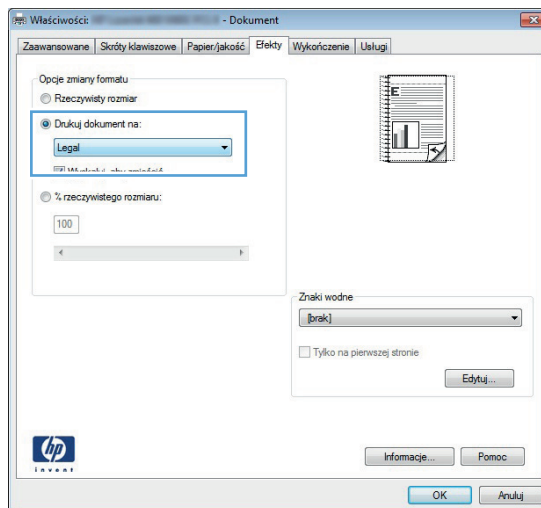 Właściwości:
- Dokument
Zaawansowane Skróty klawiszowe Papier/jakość Efekty Wykończenie Usługi
Opcje zmiany formatu
Rzeczywisty rozmiar
Drukuj dokument na:
Legal
% rzeczywistego rozmiaru:
100
E
Znaki wodne
[brak]
Tylko na pierwszej stronie
Edytuj...
hp
invent
Informacje... Pomoc
OK Anuluj